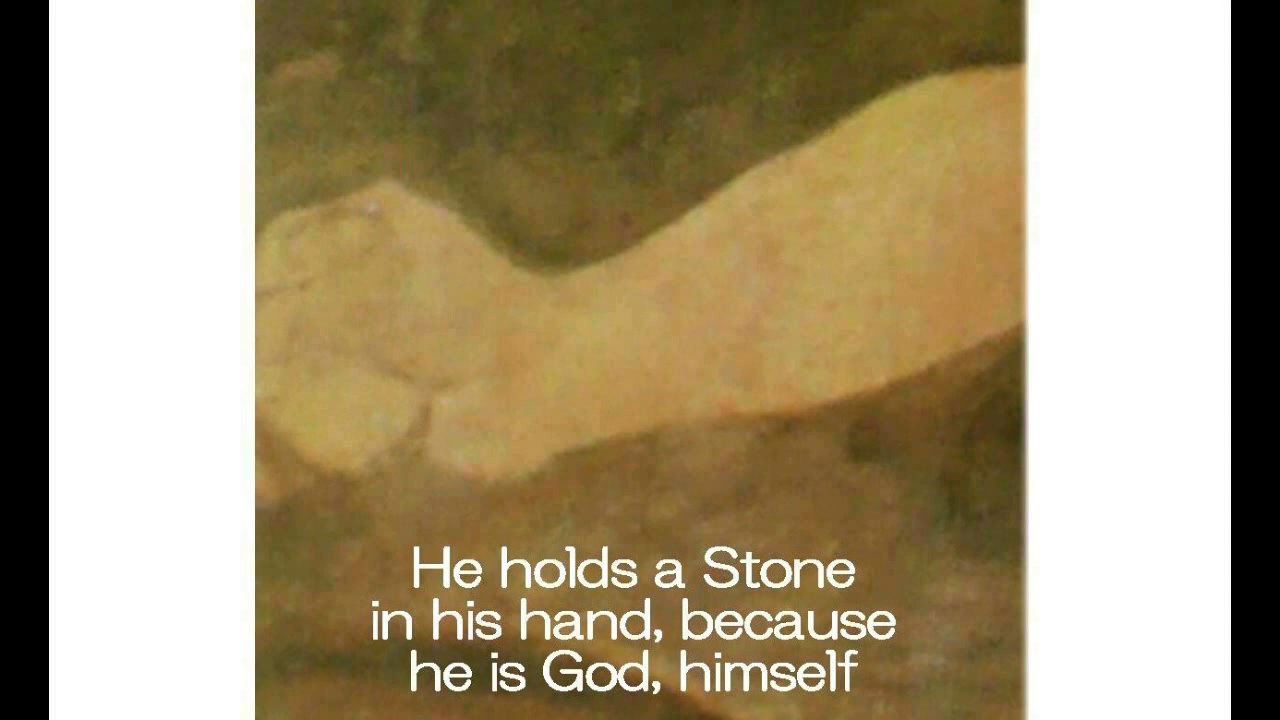 He holds a Stone
in his hand, because
he is God, himself